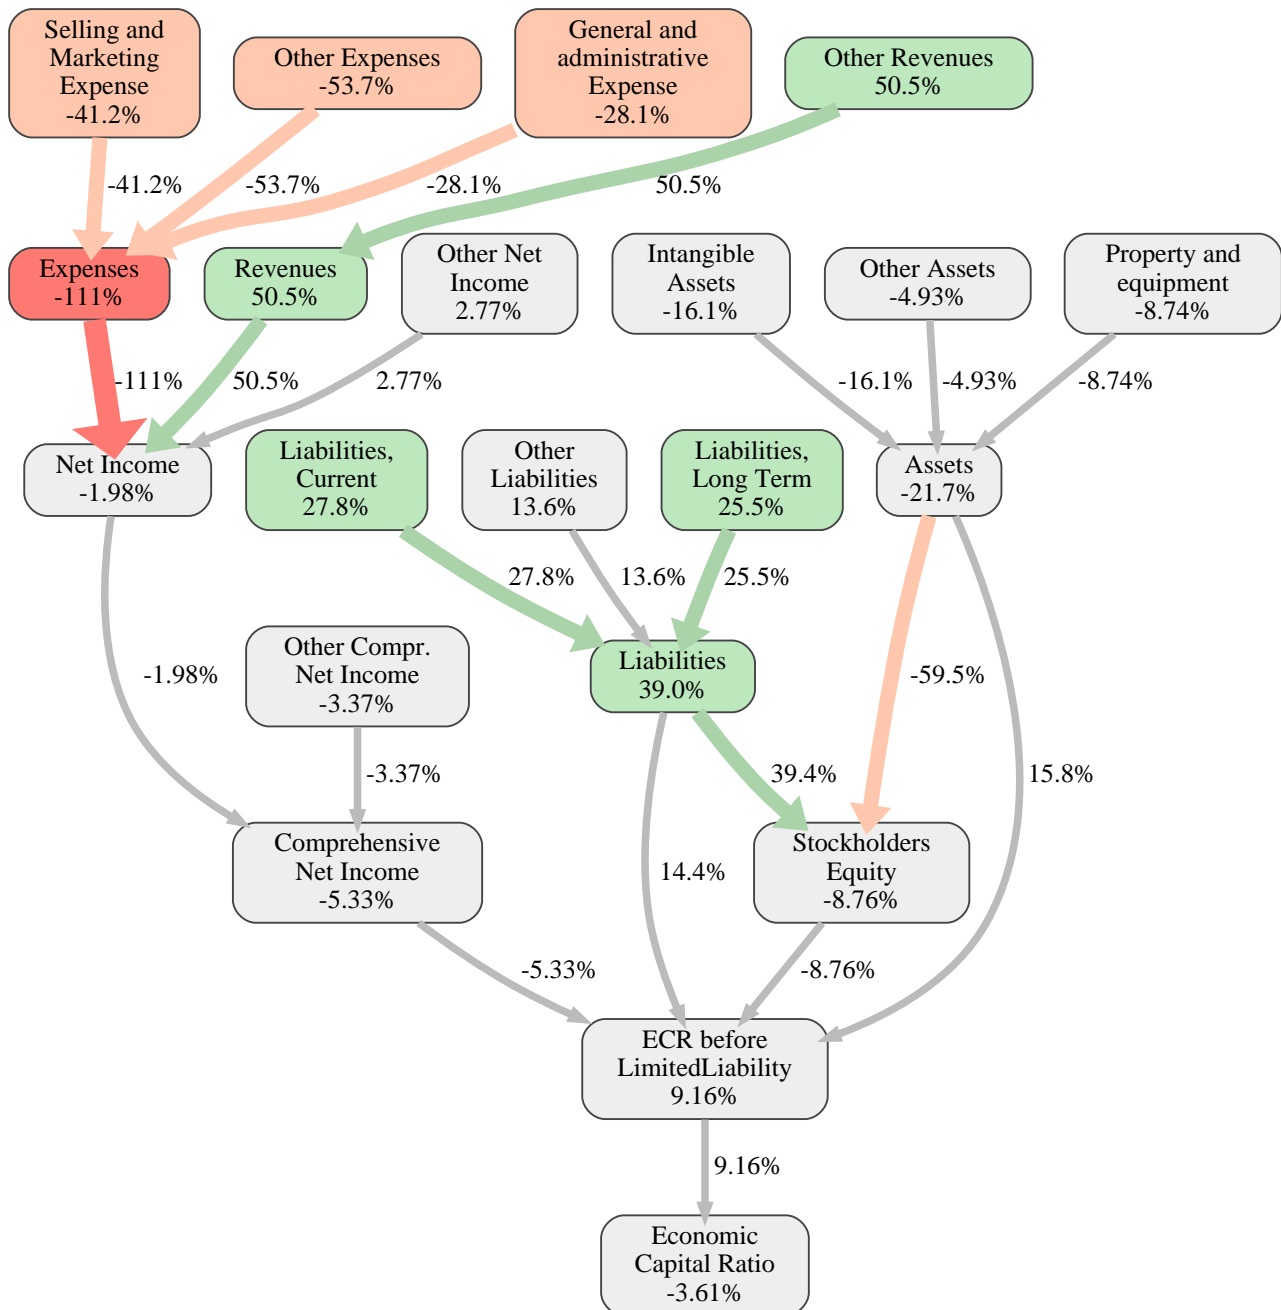 Selling and
Marketing
Expense
-41.2%
Other Expenses
-53.7%
General and
administrative
Expense
-28.1%
Other Revenues
50.5%
-41.2%
-53.7%
-28.1%
50.5%
Expenses
-111%
Revenues
50.5%
Other Net
Income
2.77%
Intangible
Assets
-16.1%
Other Assets
-4.93%
Property and
equipment
-8.74%
-111%
50.5%
2.77%
-16.1%
-4.93%
-8.74%
Net Income
-1.98%
Liabilities,
Current
27.8%
Other
Liabilities
13.6%
Liabilities,
Long Term
25.5%
Assets
-21.7%
27.8%
13.6%
25.5%
-1.98%
Other Compr.
Net Income
-3.37%
Liabilities
39.0%
-59.5%
-3.37%
39.4%
15.8%
Comprehensive
Net Income
-5.33%
14.4%
Stockholders
Equity
-8.76%
-5.33%
-8.76%
ECR before
LimitedLiability
9.16%
9.16%
Economic
Capital Ratio
-3.61%